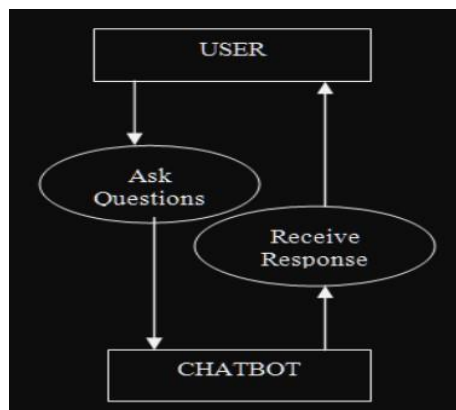 USER
Ask
Questions
Receive
Response
CHATBOT